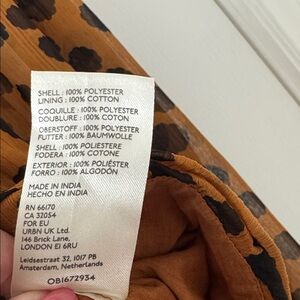 SHELL : 100% POLYESTER
LINING : 100% COTTON
COQUILLE : 100% POLYESTER
DOUBLURE : 100% COTON
OBERSTOFF : 100% POLYESTER
FUTTER : 100% BAUMWOLLE
SHELL : 100% POLIESTERE
FODERA : 100% COTONE
EXTERIOR : 100% POLIÉSTER
FORRO : 100% ALGODÓN
MADE IN INDIA
HECHO EN INDIA
RN 66170
CA 32054
FOR EU
URBN UK Ltd.
146 Brick Lane,
LONDON E1 6RU
Leidsestraat 32, 1017 PB
Amsterdam, Netherlands
OB1672934